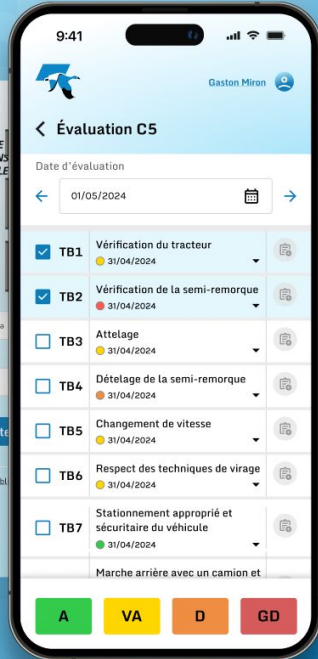 9:41
Gaston Miron
Évaluation C5
Date d'évaluation
01/05/2024
TB1
Vérification du tracteur
31/04/2024
TB2
Vérification de la semi-remorque
31/04/2024
TB3
Attelage
31/04/2024
TB4
Dételage de la semi-remorque
31/04/2024
TB5
Changement de vitesse
31/04/2024
TB6
Respect des techniques de virage
31/04/2024
TB7
Stationnement approprié et
sécuritaire du véhicule
31/04/2024
Marche arrière avec un camion et
A
VA
D
GD